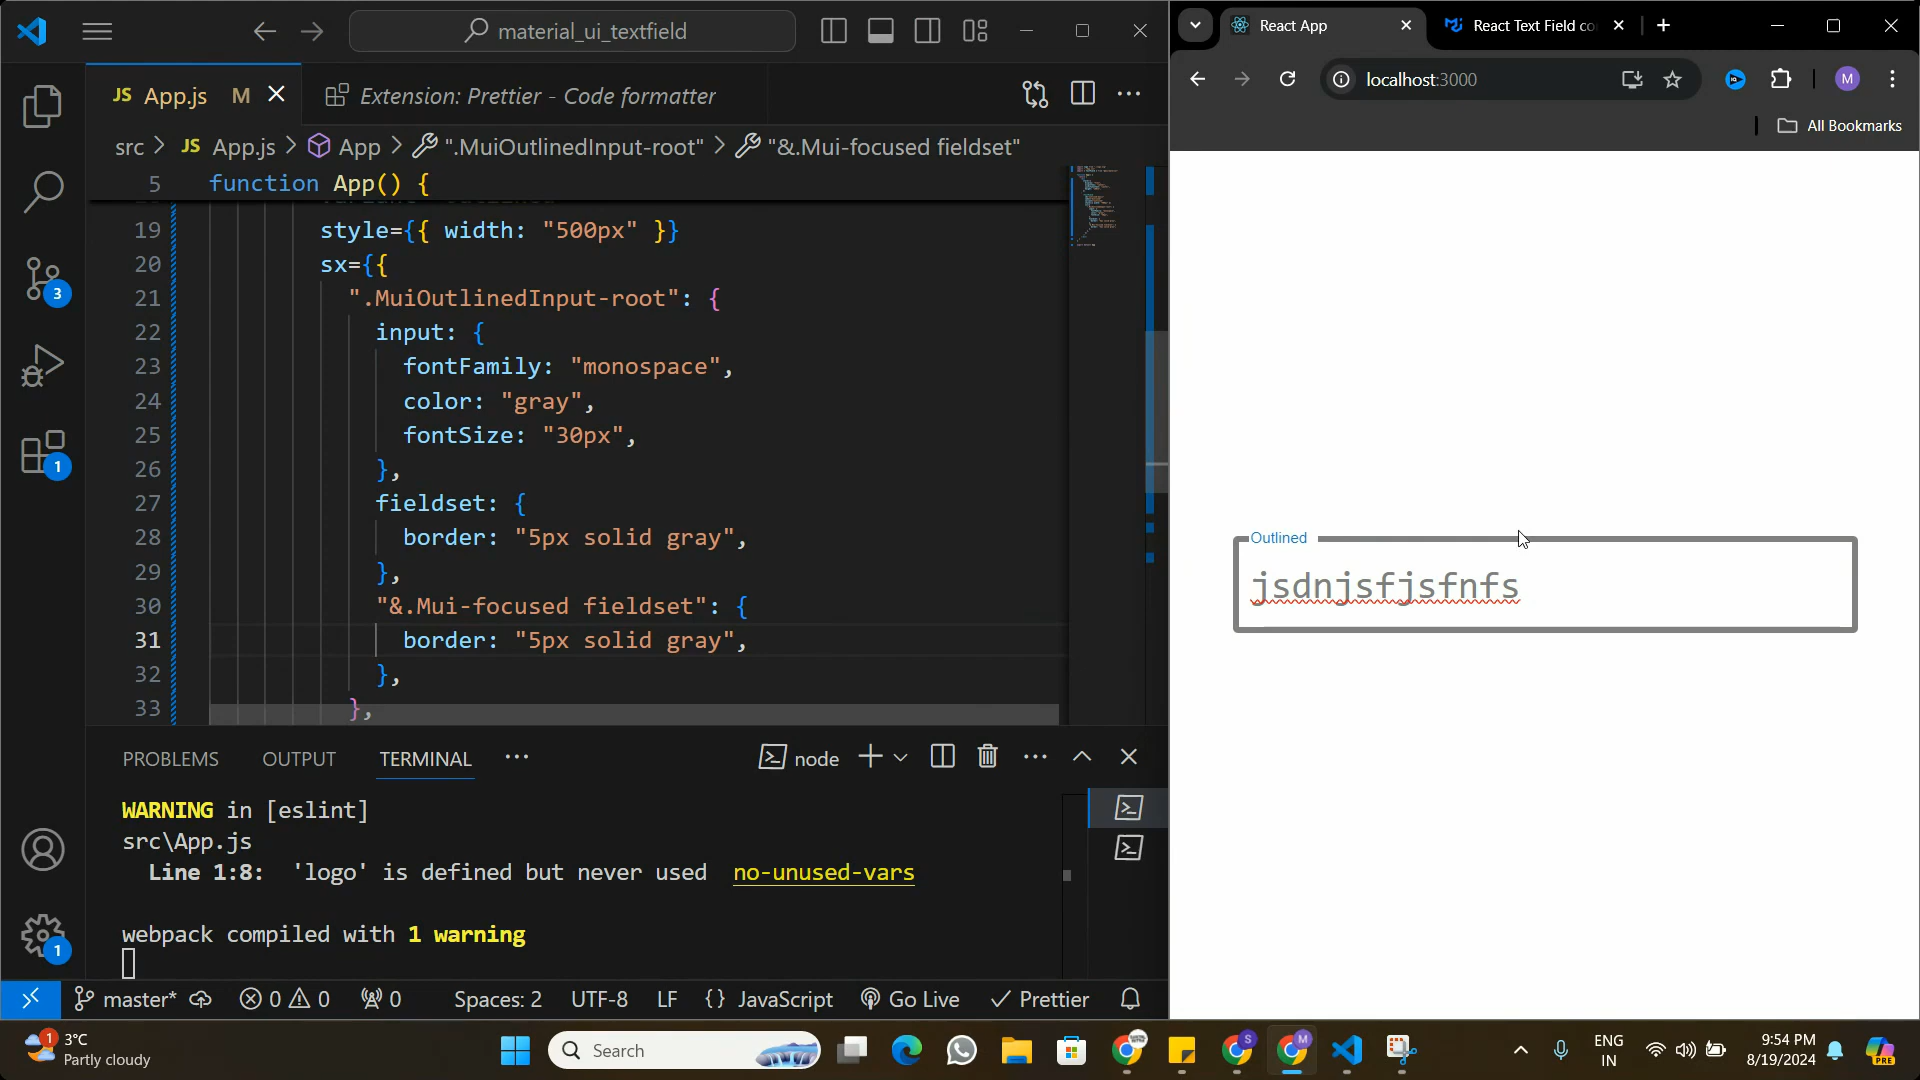 material_ui_textfield
JS App.js M
Extension: Prettier - Code formatter
src > JS App.js > App > ".MuiOutlinedInput-root" > "&.Mui-focused fieldset"
5 function App() {
19 style={{ width: "500px" }}
20 sx={{
21 ".MuiOutlinedInput-root": {
22 input: {
23 fontFamily: "monospace",
24 color: "gray",
25 fontSize: "30px",
26 },
27 fieldset: {
28 border: "5px solid gray",
29 },
30 "&.Mui-focused fieldset": {
31 border: "5px solid gray",
32 },
33 },
3
1
1
PROBLEMS OUTPUT TERMINAL ···
node
WARNING in [eslint]
src\App.js
Line 1:8: 'logo' is defined but never used no-unused-vars
webpack compiled with 1 warning
master* 0 0 0 Spaces: 2 UTF-8 LF {} JavaScript Go Live Prettier
React App
React Text Field co
localhost:3000
M
All Bookmarks
Outlined
jsdnjsfjsfnfs
1
3°C
Partly cloudy
Search
S
M
ENG
IN
9:54 PM
8/19/2024
PRE